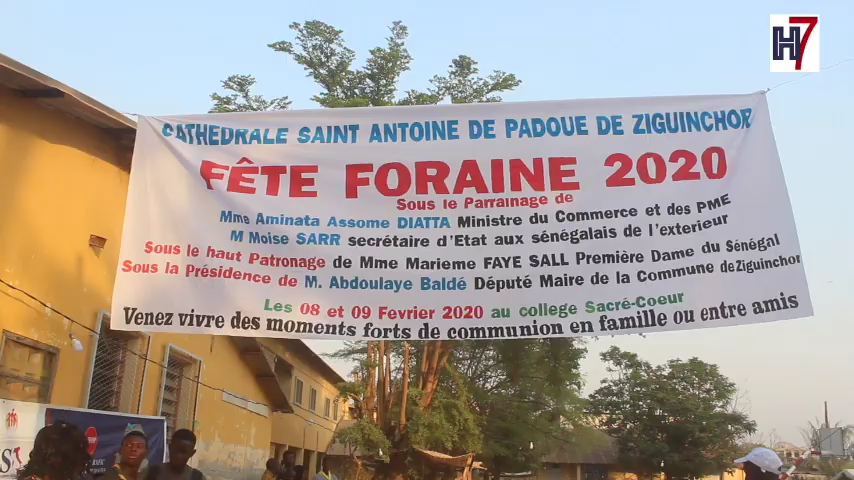 H7
CATHEDRALE SAINT ANTOINE DE PADOUE DE ZIGUINCHOR
FÊTE FORAINE 2020
Sous le Parrainage de
Mme Aminata Assome DIATTA Ministre du Commerce et des PME
M Moise SARR secrétaire d'Etat aux sénégalais de l'exterieur
Sous le haut Patronage de Mme Marieme FAYE SALL Première Dame du Sénégal
Sous la Présidence de M. Abdoulaye Baldé Député Maire de la Commune de Ziguinchor
Les 08 et 09 Fevrier 2020 au college Sacré-Coeur
Venez vivre des moments forts de communion en famille ou entre amis